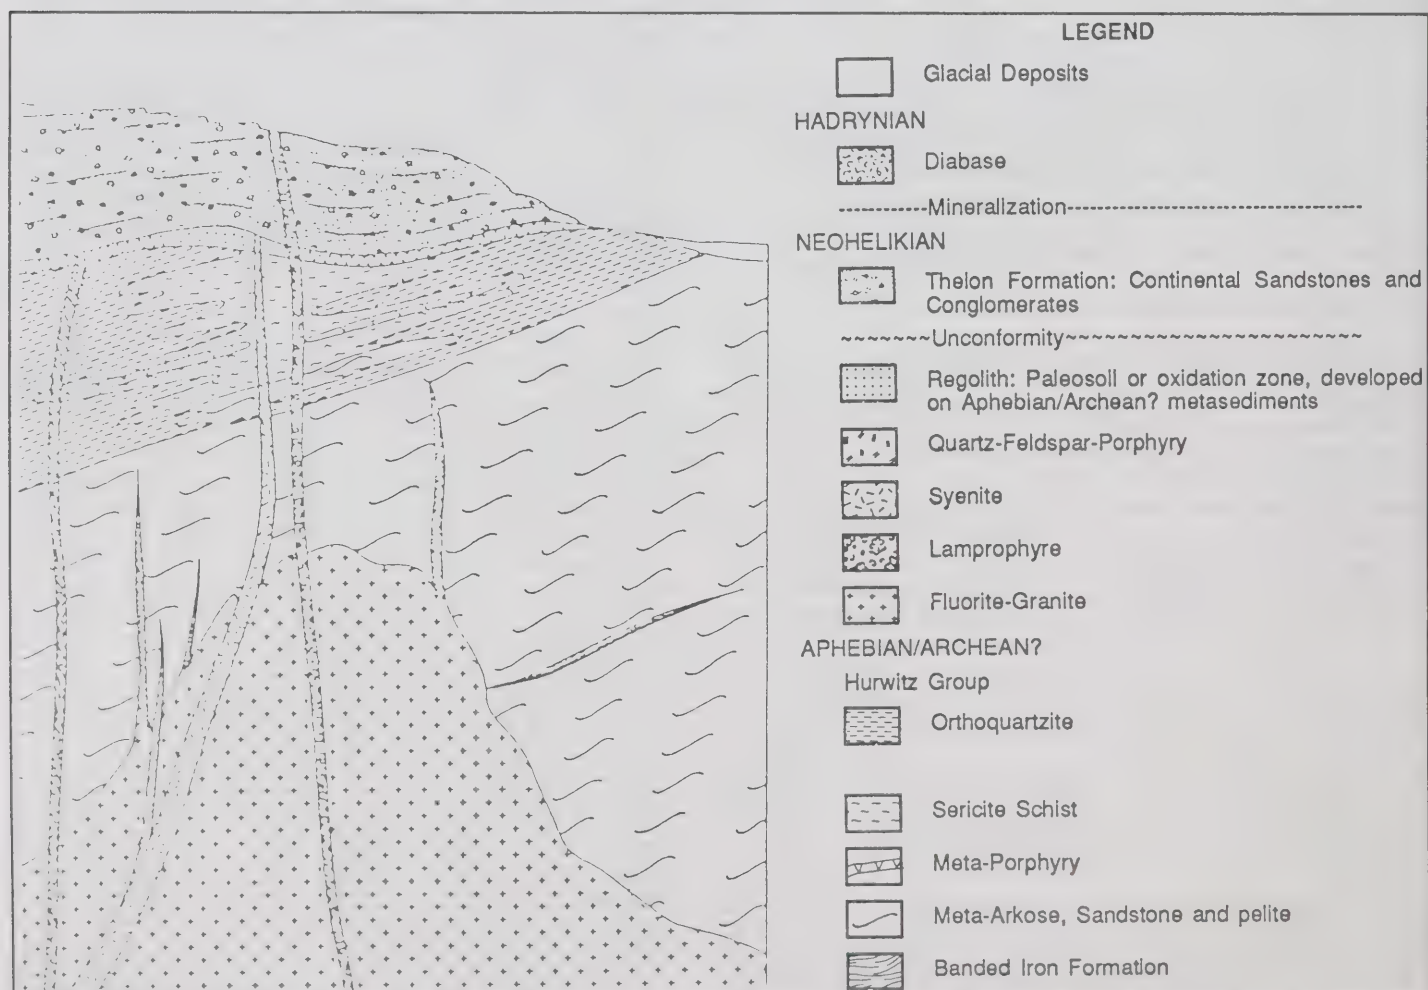 LEGEND
Glacial Deposits
HADRYNIAN
Diabase
Mineralization
NEOHELIKIAN
Thelon Formation: Continental Sandstones and
Conglomerates
Unconformity
Regolith: Paleosoil or oxidation zone, developed
on Aphebian/Archean? metasediments
Quartz-Feldspar-Porphyry
Syenite
Lamprophyre
Fluorite-Granite
APHEBIAN/ARCHEAN?
Hurwitz Group
Orthoquartzite
Sericite Schist
Meta-Porphyry
Meta-Arkose, Sandstone and pelite
Banded Iron Formation